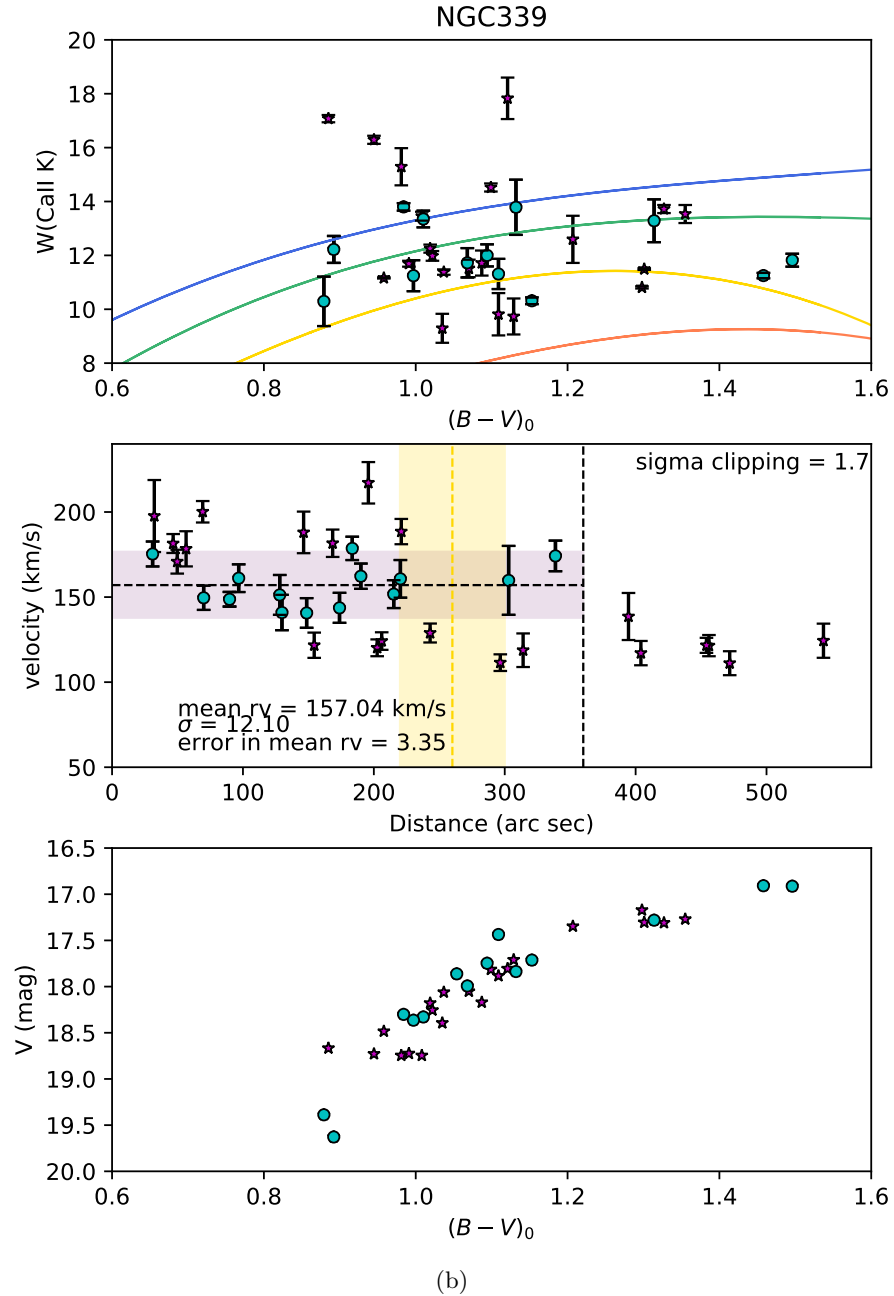 NGC339
20
18
16
14
12
10
8
W(CaII K)
0.6 0.8 1.0 1.2 1.4 1.6
(B − V)₀
sigma clipping = 1.7
200
150
100
50
velocity (km/s)
mean rv = 157.04 km/s
σ = 12.10
error in mean rv = 3.35
0 100 200 300 400 500
Distance (arc sec)
16.5
17.0
17.5
18.0
18.5
19.0
19.5
20.0
V (mag)
0.6 0.8 1.0 1.2 1.4 1.6
(B − V)₀
(b)